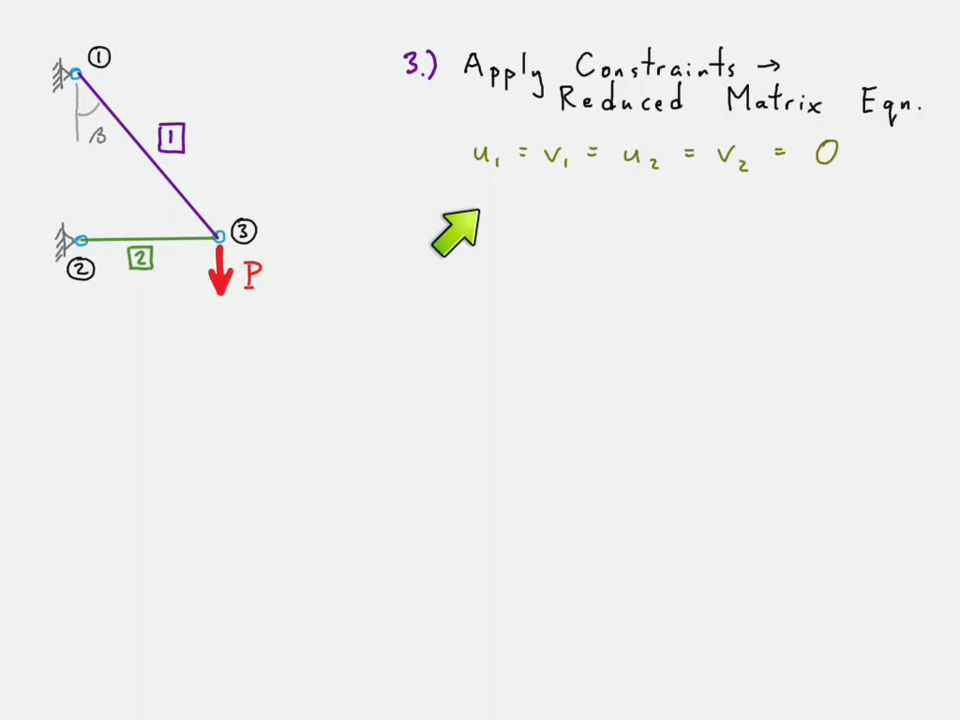 ①
3.) Apply Constraints →
Reduced Matrix Eqn.
β
1
u₁ = v₁ = u₂ = v₂ = 0
③
2
②
P